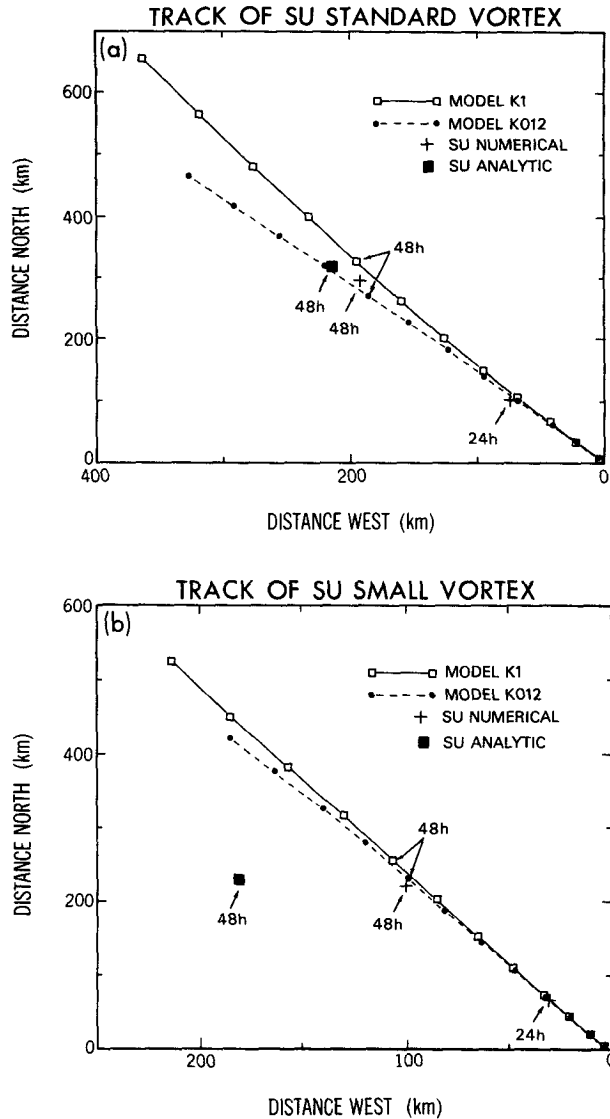 TRACK OF SU STANDARD VORTEX
(a)
600
400
200
0
DISTANCE NORTH (km)
MODEL K1
MODEL K012
SU NUMERICAL
SU ANALYTIC
48h
48h
48h
24h
400
200
0
DISTANCE WEST (km)
TRACK OF SU SMALL VORTEX
(b)
600
400
200
0
DISTANCE NORTH (km)
MODEL K1
MODEL K012
SU NUMERICAL
SU ANALYTIC
48h
48h
48h
24h
200
100
0
DISTANCE WEST (km)